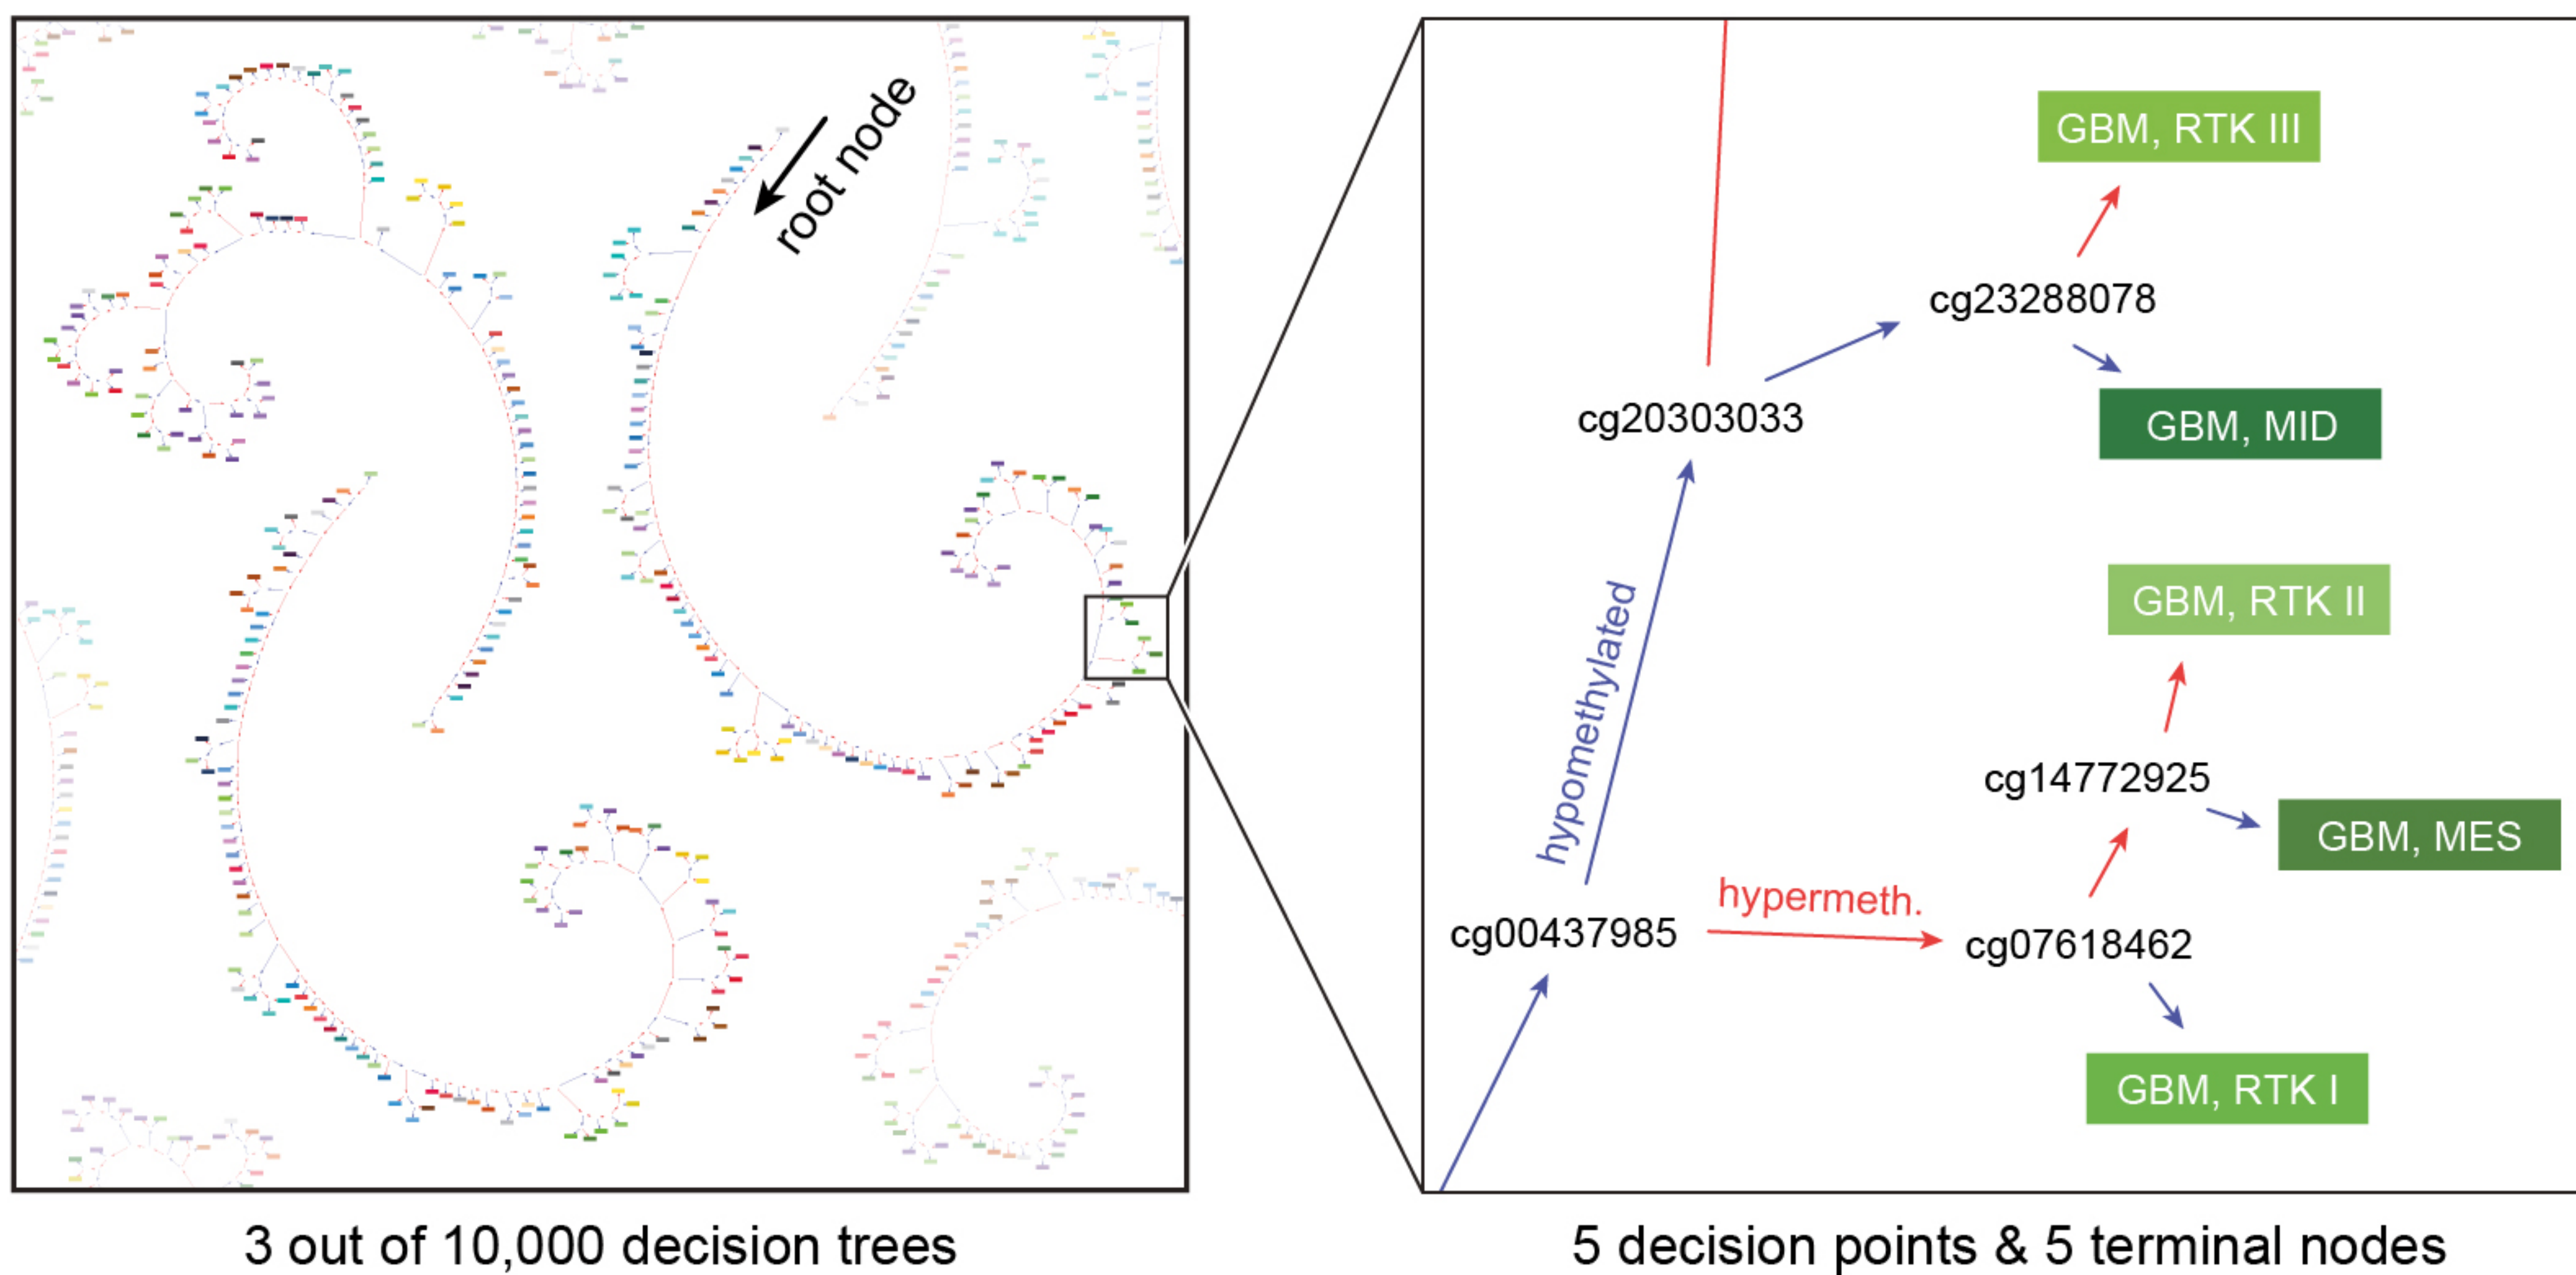 root node
GBM, RTK III
cg23288078
cg20303033
GBM, MID
hypomethylated
GBM, RTK II
cg14772925
GBM, MES
hypermeth.
cg00437985
cg07618462
GBM, RTK I
3 out of 10,000 decision trees
5 decision points & 5 terminal nodes